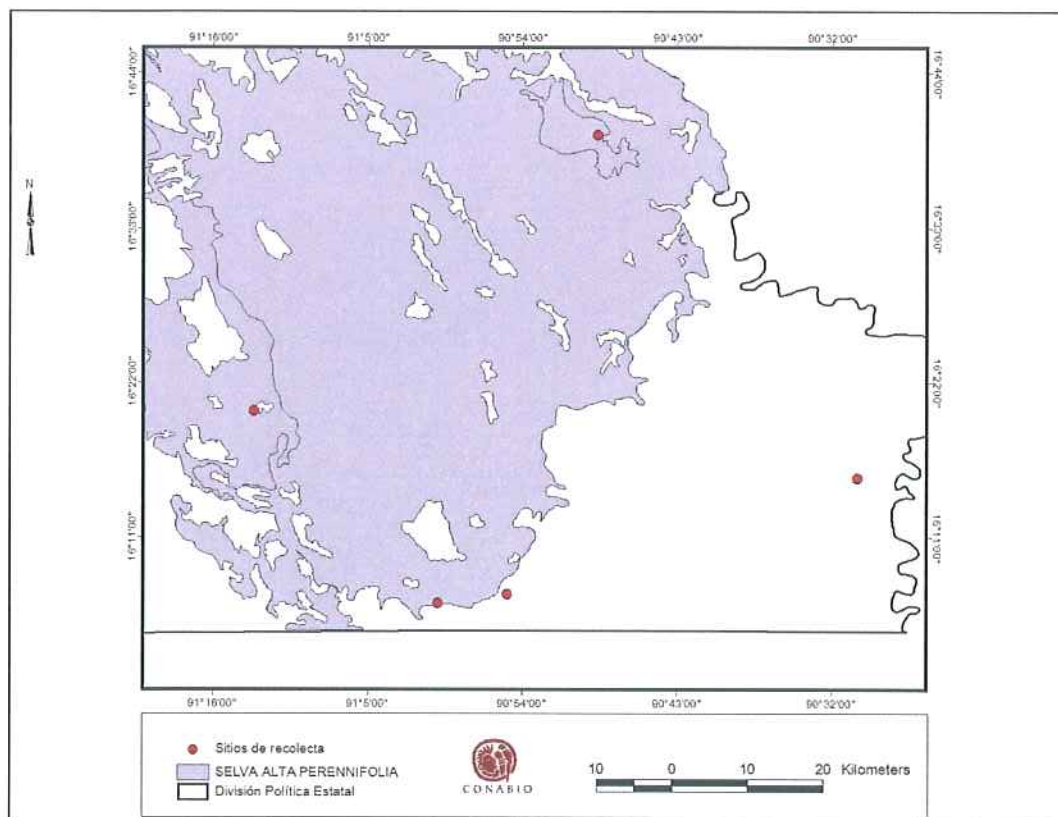 91°16'00" 91°5'00" 90°54'00" 90°43'00" 90°32'00"
16°44'00" 16°44'00"
N
16°33'00" 16°33'00"
16°22'00" 16°22'00"
16°11'00" 16°11'00"
91°16'00" 91°5'00" 90°54'00" 90°43'00" 90°32'00"
Sitios de recolecta
SELVA ALTA PERENNIFOLIA
División Política Estatal
CONABIO
10 0 10 20 Kilometers